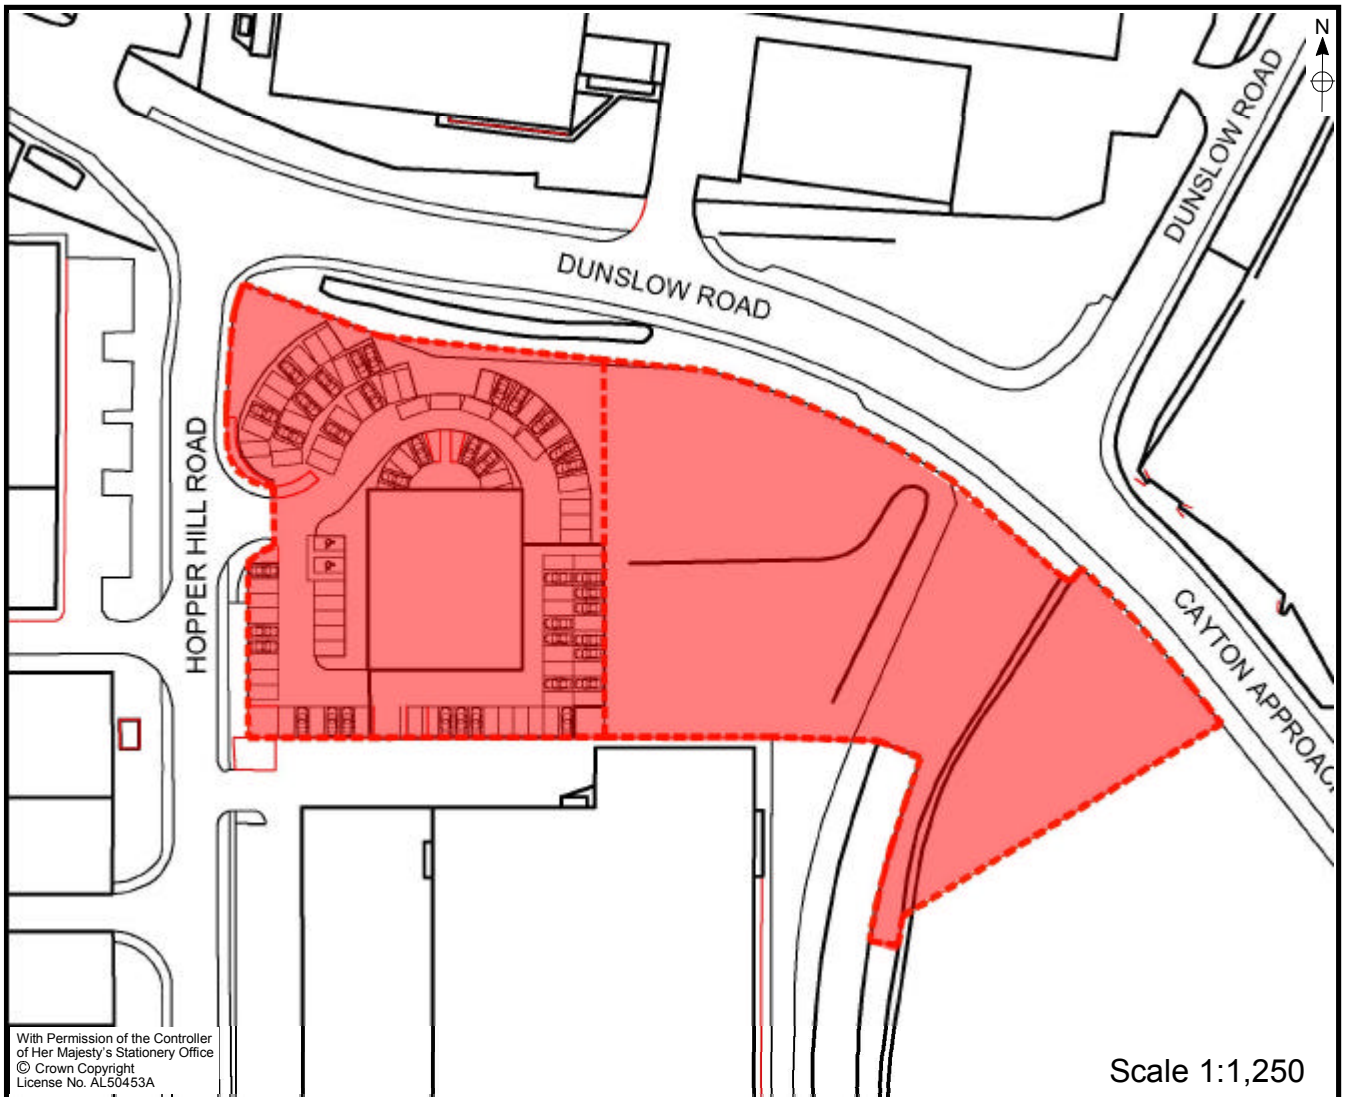 N
DUNSLOW ROAD
DUNSLOW ROAD
HOPPER HILL ROAD
CAYTON APPROAC
With Permission of the Controller
of Her Majesty's Stationery Office
© Crown Copyright
License No. AL50453A
Scale 1:1,250